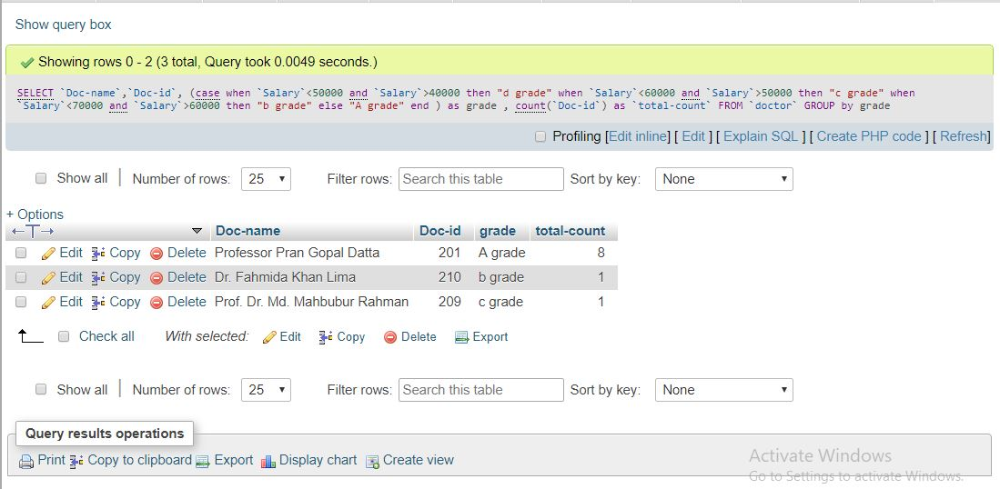 Show query box
Showing rows 0 - 2 (3 total, Query took 0.0049 seconds.)
SELECT `Doc-name`,`Doc-id`, (case when `Salary`<50000 and `Salary`>40000 then "d grade" when `Salary`<60000 and `Salary`>50000 then "c grade" when
`Salary`<70000 and `Salary`>60000 then "b grade" else "A grade" end ) as grade , count(`Doc-id`) as `total-count` FROM `doctor` GROUP by grade
Profiling [Edit inline] [ Edit ] [ Explain SQL ] [ Create PHP code ] [ Refresh]
Show all | Number of rows: 25 Filter rows: Search this table Sort by key: None
+ Options
←T→ Doc-name Doc-id grade total-count
Edit Copy Delete Professor Pran Gopal Datta 201 A grade 8
Edit Copy Delete Dr. Fahmida Khan Lima 210 b grade 1
Edit Copy Delete Prof. Dr. Md. Mahbubur Rahman 209 c grade 1
Check all With selected: Edit Copy Delete Export
Show all | Number of rows: 25 Filter rows: Search this table Sort by key: None
Query results operations
Print Copy to clipboard Export Display chart Create view
Activate Windows
Go to Settings to activate Windows.